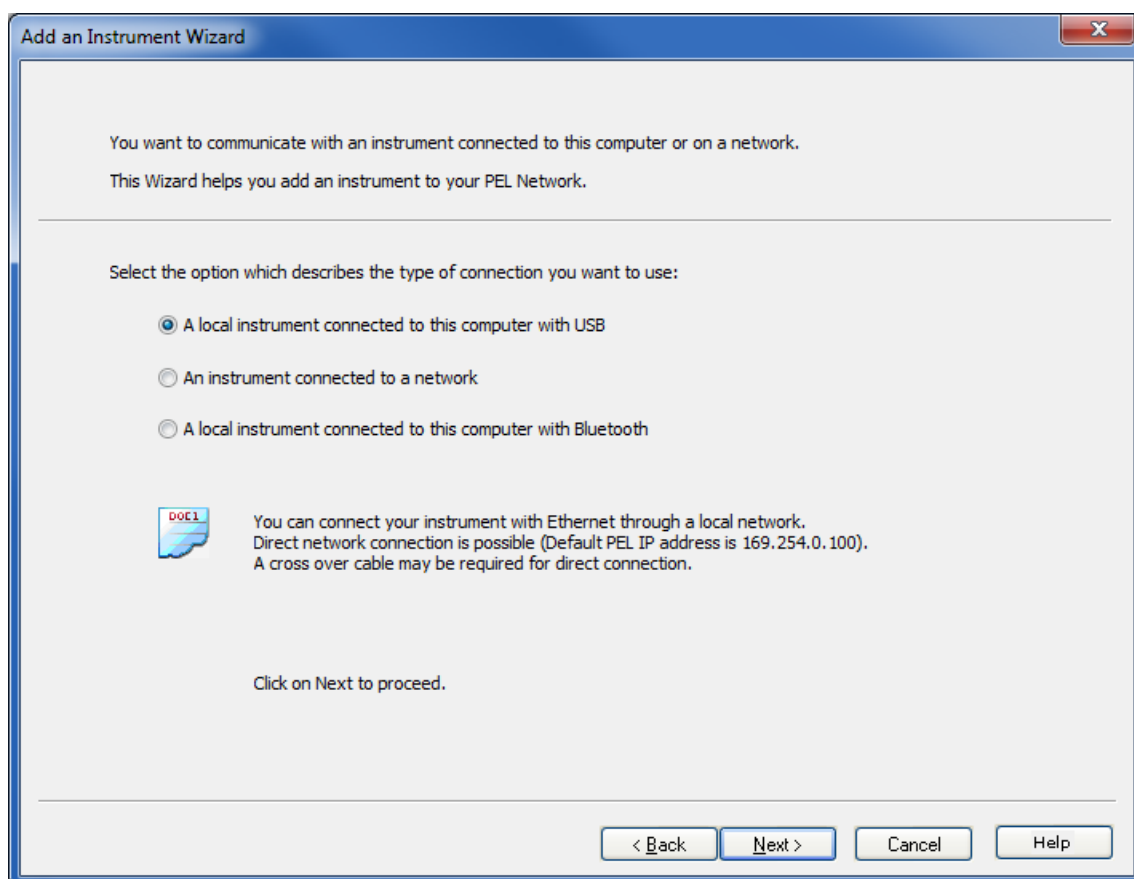 Add an Instrument Wizard
x
You want to communicate with an instrument connected to this computer or on a network.
This Wizard helps you add an instrument to your PEL Network.
Select the option which describes the type of connection you want to use:
A local instrument connected to this computer with USB
An instrument connected to a network
A local instrument connected to this computer with Bluetooth
DOC1
You can connect your instrument with Ethernet through a local network.
Direct network connection is possible (Default PEL IP address is 169.254.0.100).
A cross over cable may be required for direct connection.
Click on Next to proceed.
< Back Next > Cancel Help